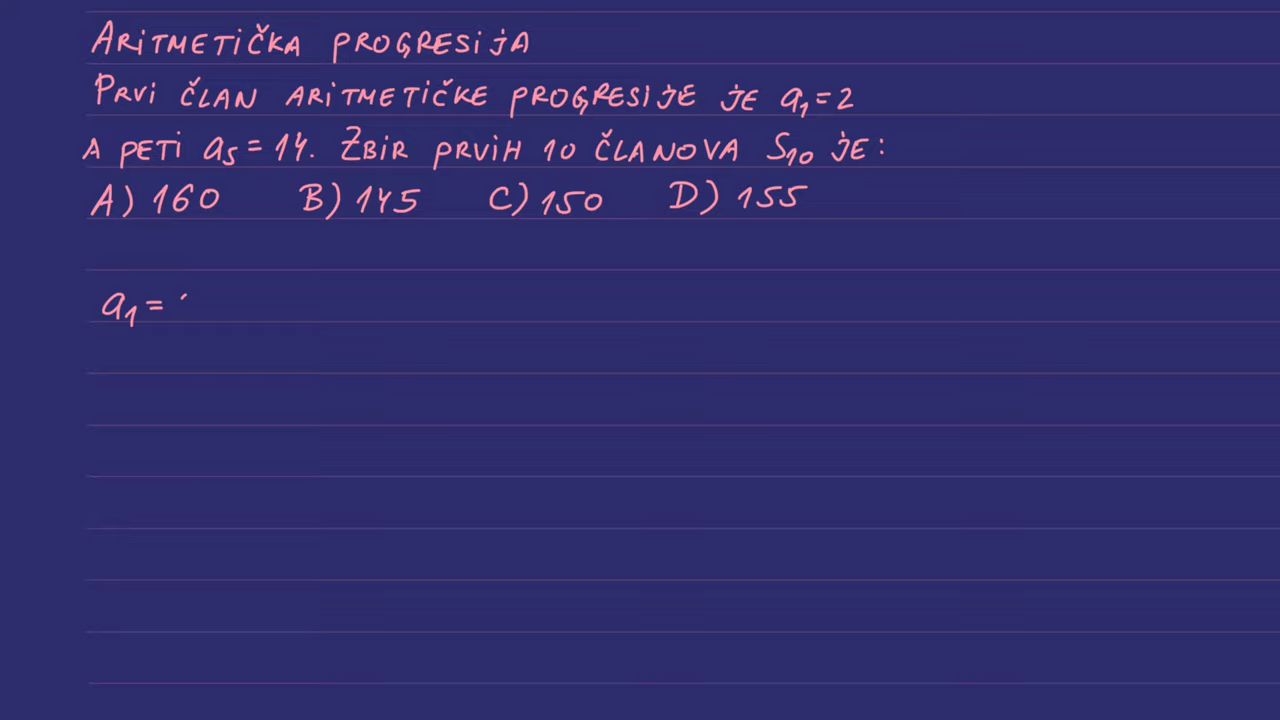 ARITMETIČKA PROGRESIJA
PRVI ČLAN ARITMETIČKE PROGRESIJE JE a₁=2
A PETI a₅=14. ZBIR PRVIH 10 ČLANOVA S₁₀ JE:
A) 160 B) 145 C) 150 D) 155
a₁=